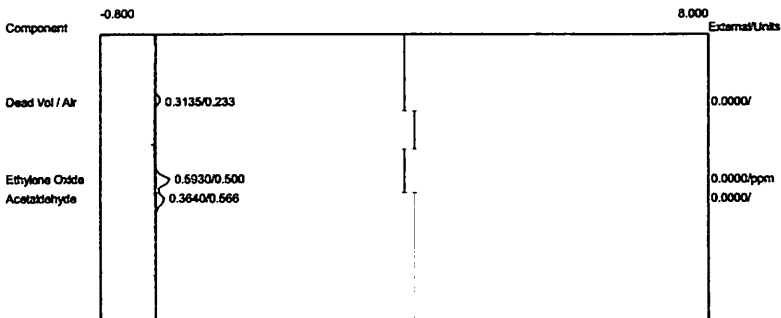 -0.800 8.000
Component External/Units
Dead Vol / Air 0.3135/0.233 0.0000/
Ethylene Oxide 0.5930/0.500 0.0000/ppm
Acetaldehyde 0.3640/0.566 0.0000/